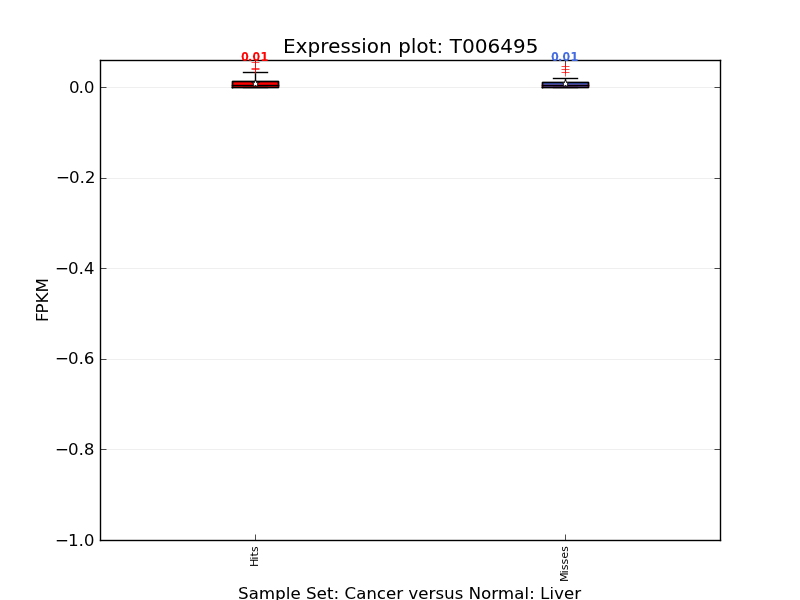 Expression plot: T006495
0.01
0.01
0.0
−0.2
−0.4
−0.6
−0.8
−1.0
FPKM
Hits
Misses
Sample Set: Cancer versus Normal: Liver